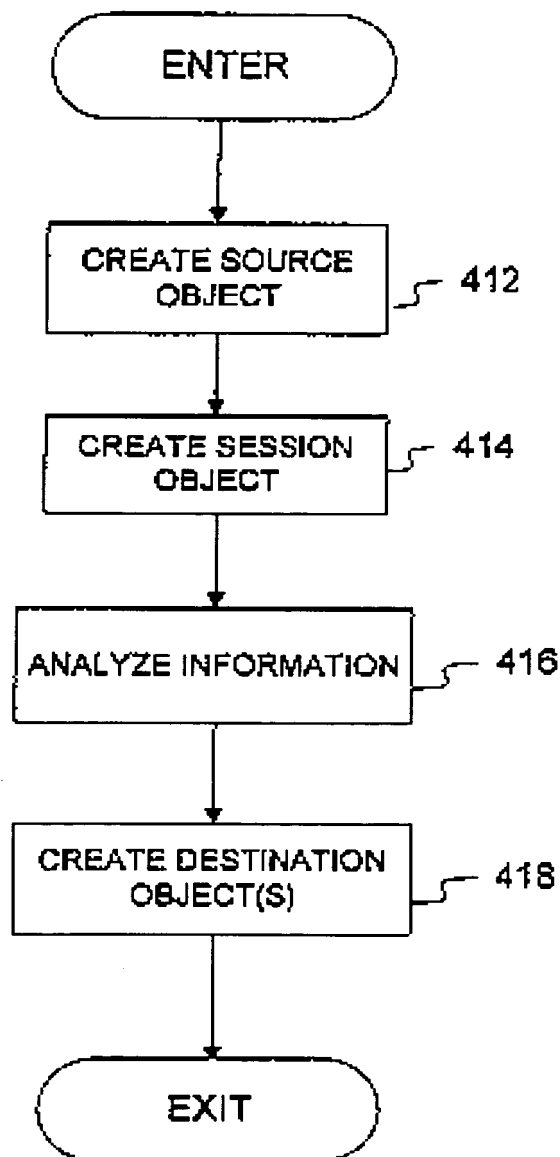 ENTER
CREATE SOURCE
OBJECT
412
CREATE SESSION
OBJECT
414
ANALYZE INFORMATION
416
CREATE DESTINATION
OBJECT(S)
418
EXIT